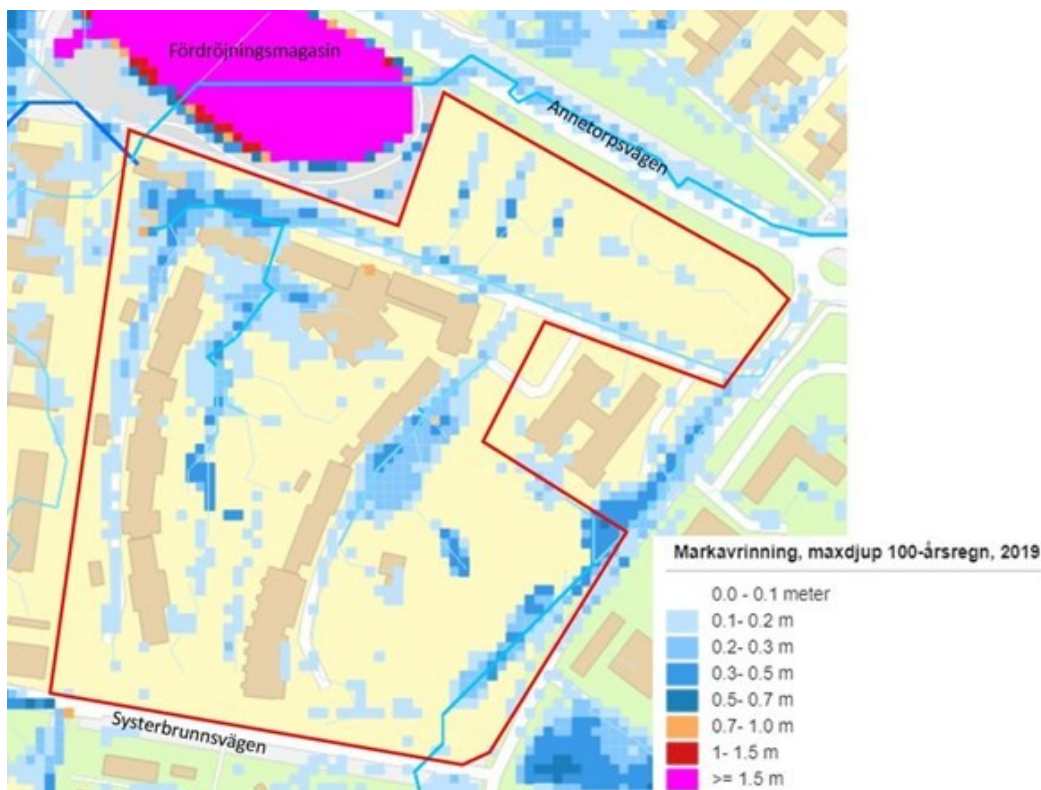 Fördröjningsmagasin
Annetorpsvägen
Systerbrunnsvägen
Markavrinning, maxdjup 100-årsregn, 2019
0.0 - 0.1 meter
0.1- 0.2 m
0.2- 0.3 m
0.3- 0.5 m
0.5- 0.7 m
0.7- 1.0 m
1- 1.5 m
>= 1.5 m